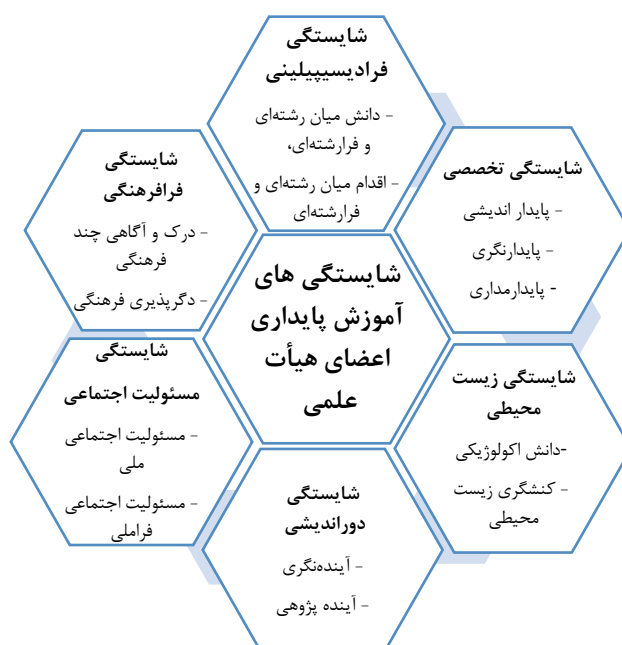 شایستگی
فرادیسیپیلینی
- دانش میان رشته‌ای
و فرارشته‌ای،
- اقدام میان رشته‌ای و
فرارشته‌ای
شایستگی تخصصی
- پایدار اندیشی
- پایدارنگری
- پایدارمداری
شایستگی
فرافرهنگی
- درک و آگاهی چند
فرهنگی
- دگرپذیری فرهنگی
شایستگی های
آموزش پایداری
اعضای هیأت
علمی
شایستگی زیست
محیطی
-دانش اکولوژیکی
- کنشگری زیست
محیطی
شایستگی
مسئولیت اجتماعی
- مسئولیت اجتماعی
ملی
- مسئولیت اجتماعی
فراملی
شایستگی
دوراندیشی
- آینده‌نگری
- آینده پژوهی